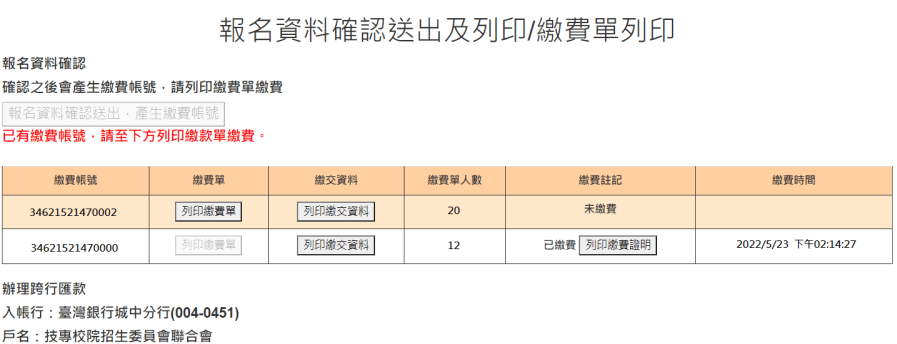 報名資料確認送出及列印/繳費單列印
報名資料確認
確認之後會產生繳費帳號，請列印繳費單繳費
報名資料確認送出，產生繳費帳號
已有繳費帳號，請至下方列印繳款單繳費。
繳費帳號 繳費單 繳交資料 繳費單人數 繳費註記 繳費時間
34621521470002 列印繳費單 列印繳交資料 20 未繳費
34621521470000 列印繳費單 列印繳交資料 12 已繳費 列印繳費證明 2022/5/23 下午02:14:27
辦理跨行匯款
入帳行：臺灣銀行城中分行(004-0451)
戶名：技專校院招生委員會聯合會